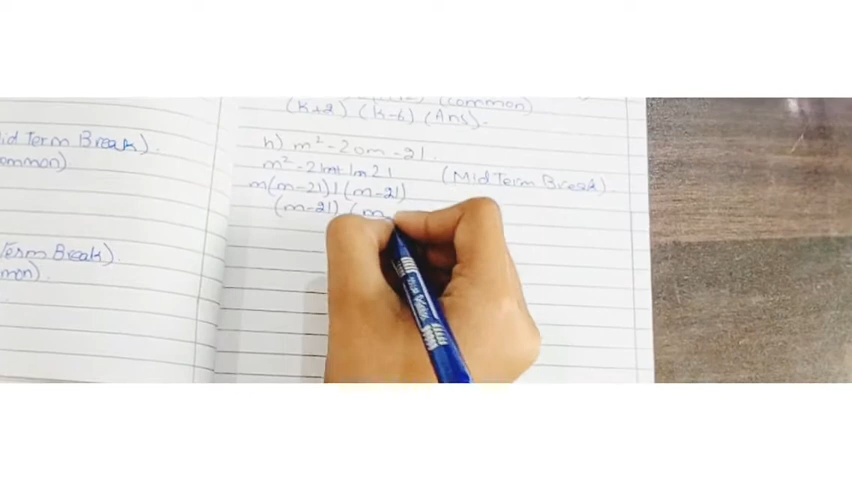 id Term Break).
ommon)
Term Break).
mon).
(common)
(k+2) (k-6) (Ans).
h) m² - 20m - 21.
m² - 21m + 1m 21 (Mid Term Break)
m(m-21) 1 (m-21)
(m-21) (m